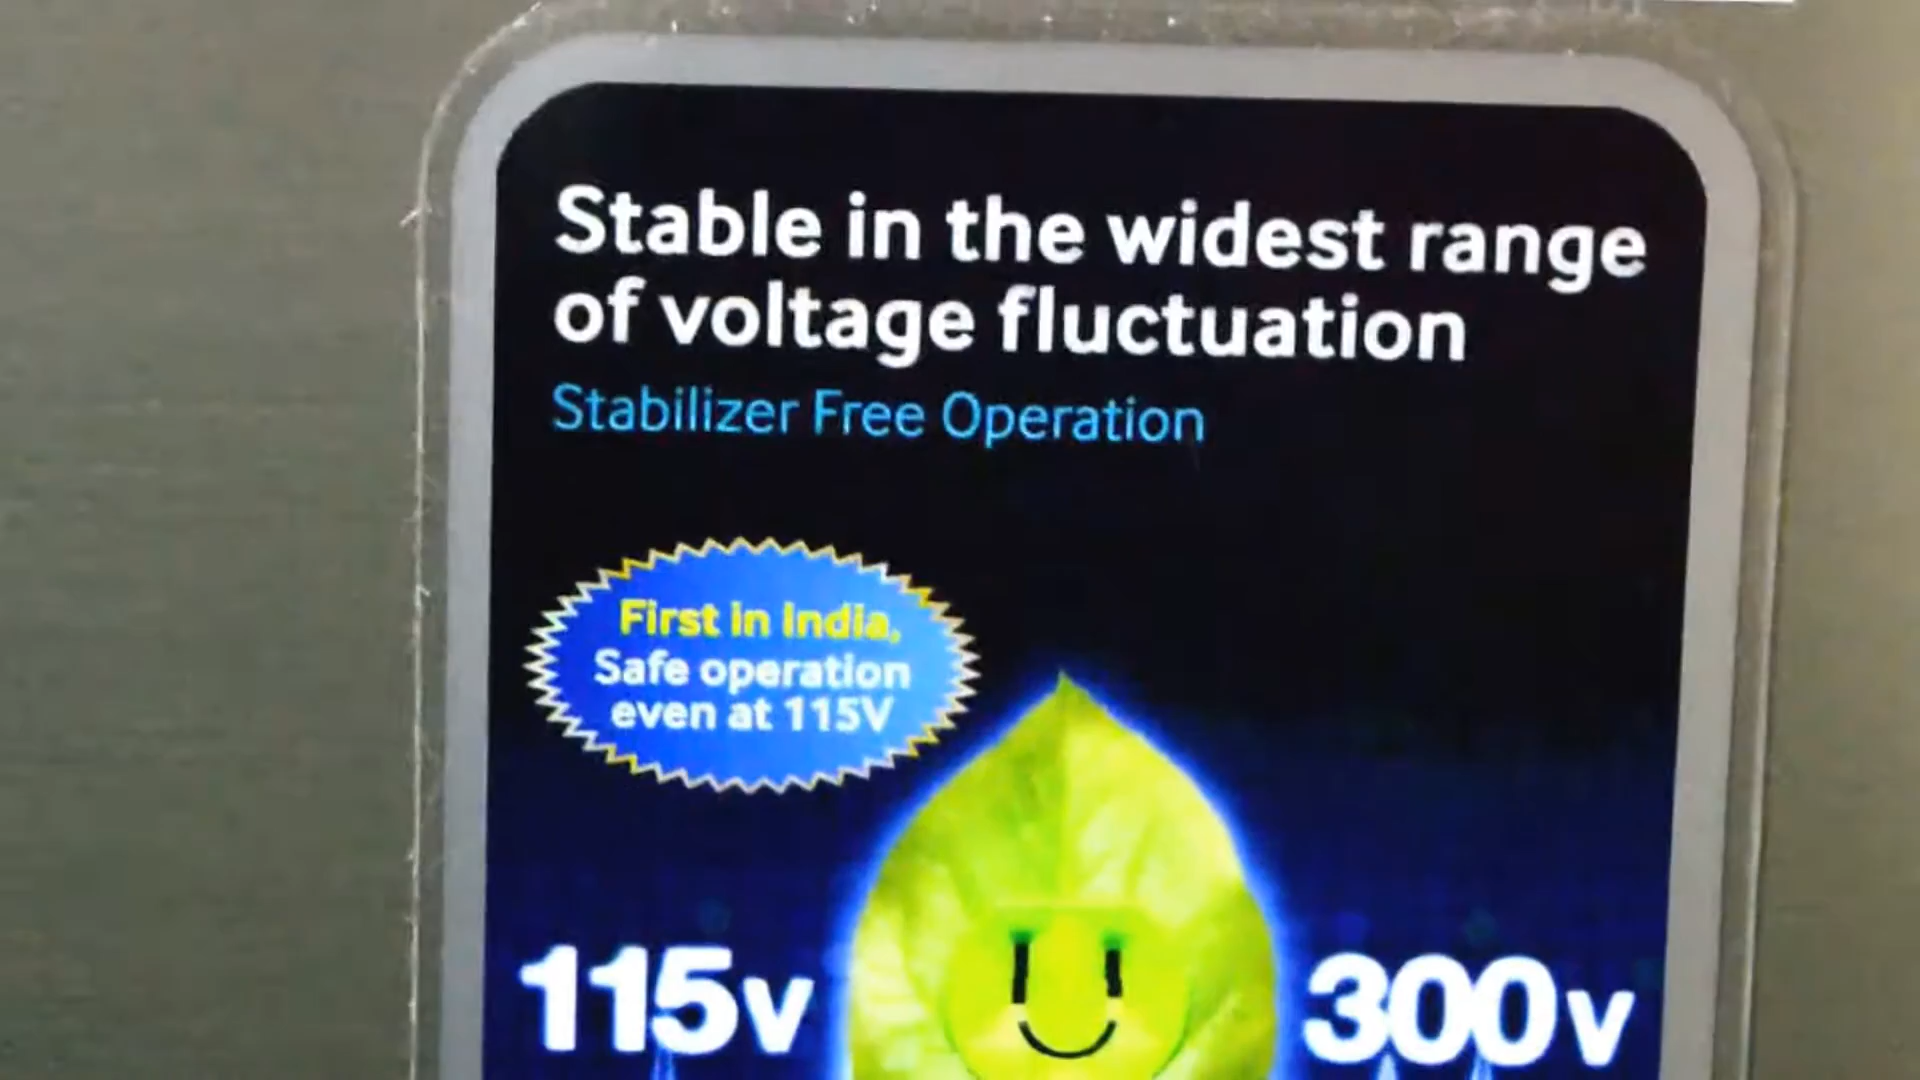 Stable in the widest range
of voltage fluctuation
Stabilizer Free Operation
First in India,
Safe operation
even at 115V
115v
300v